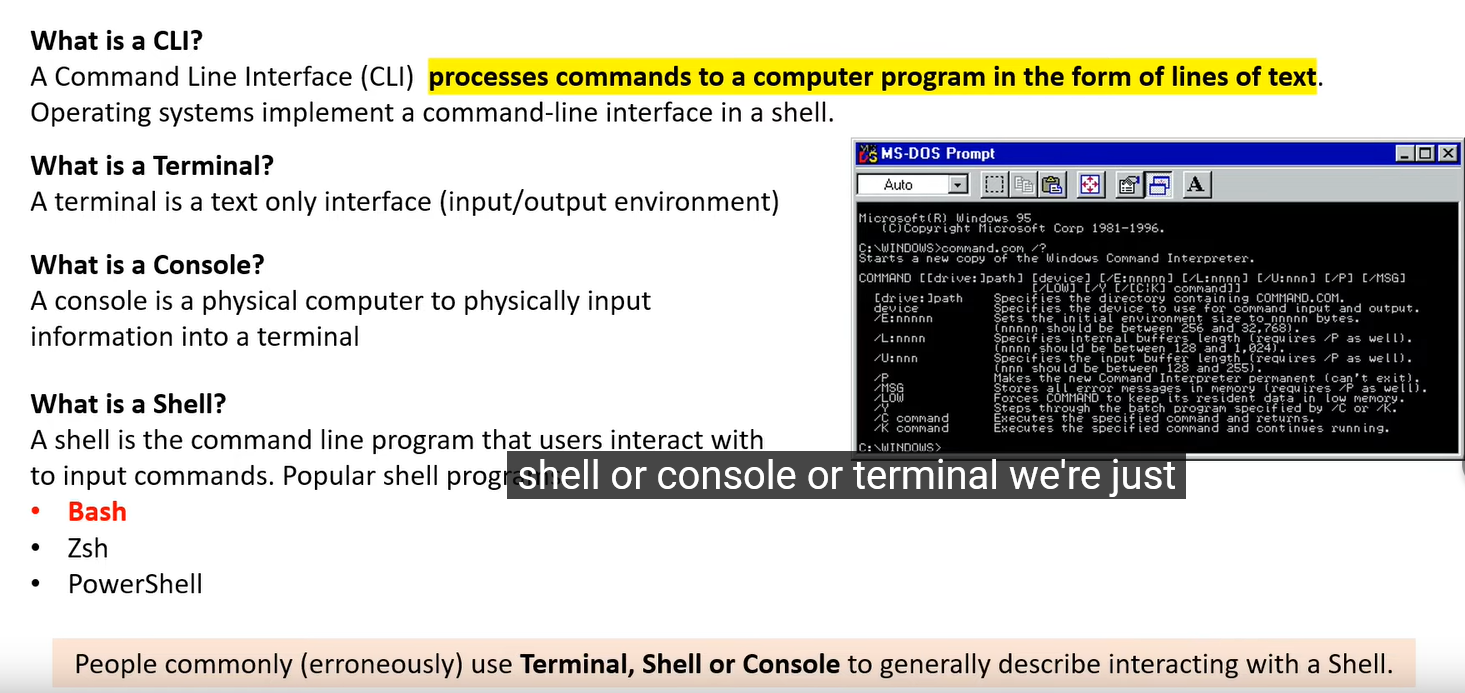 What is a CLI?
A Command Line Interface (CLI) processes commands to a computer program in the form of lines of text.
Operating systems implement a command-line interface in a shell.
What is a Terminal?
A terminal is a text only interface (input/output environment)
What is a Console?
A console is a physical computer to physically input
information into a terminal
What is a Shell?
A shell is the command line program that users interact with
to input commands. Popular shell
shell or console or terminal we're just
• Bash
• Zsh
• PowerShell
MS-DOS Prompt
Auto
A
Microsoft(R) Windows 95
(C)Copyright Microsoft Corp 1981-1996.
C:\WINDOWS>command.com /?
Starts a new copy of the Windows Command Interpreter.
COMMAND [[drive:]path] [device] [/E:nnnnn] [/L:nnnn] [/U:nnn] [/P] [/MSG]
[/LOW] [/Y [/[C|K] command]]
[drive:]path Specifies the directory containing COMMAND.COM.
device Specifies the device to use for command input and output.
/E:nnnnn Sets the initial environment size to nnnnn bytes.
(nnnnn should be between 256 and 32,768).
/L:nnnn Specifies internal buffers length (requires /P as well).
(nnnn should be between 128 and 1,024).
/U:nnn Specifies the input buffer length (requires /P as well).
(nnn should be between 128 and 255).
/P Makes the new Command Interpreter permanent (can't exit).
/MSG Stores all error messages in memory (requires /P as well).
/LOW Forces COMMAND to keep its resident data in low memory.
/Y Steps through the batch program specified by /C or /K.
/C command Executes the specified command and returns.
/K command Executes the specified command and continues running.
C:\WINDOWS>
People commonly (erroneously) use Terminal, Shell or Console to generally describe interacting with a Shell.